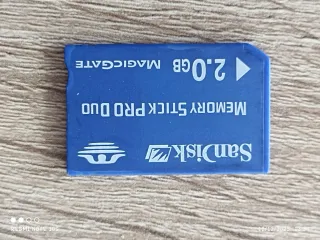 SanDisk
MEMORY STICK PRO DUO
2.0GB MAGICGATE